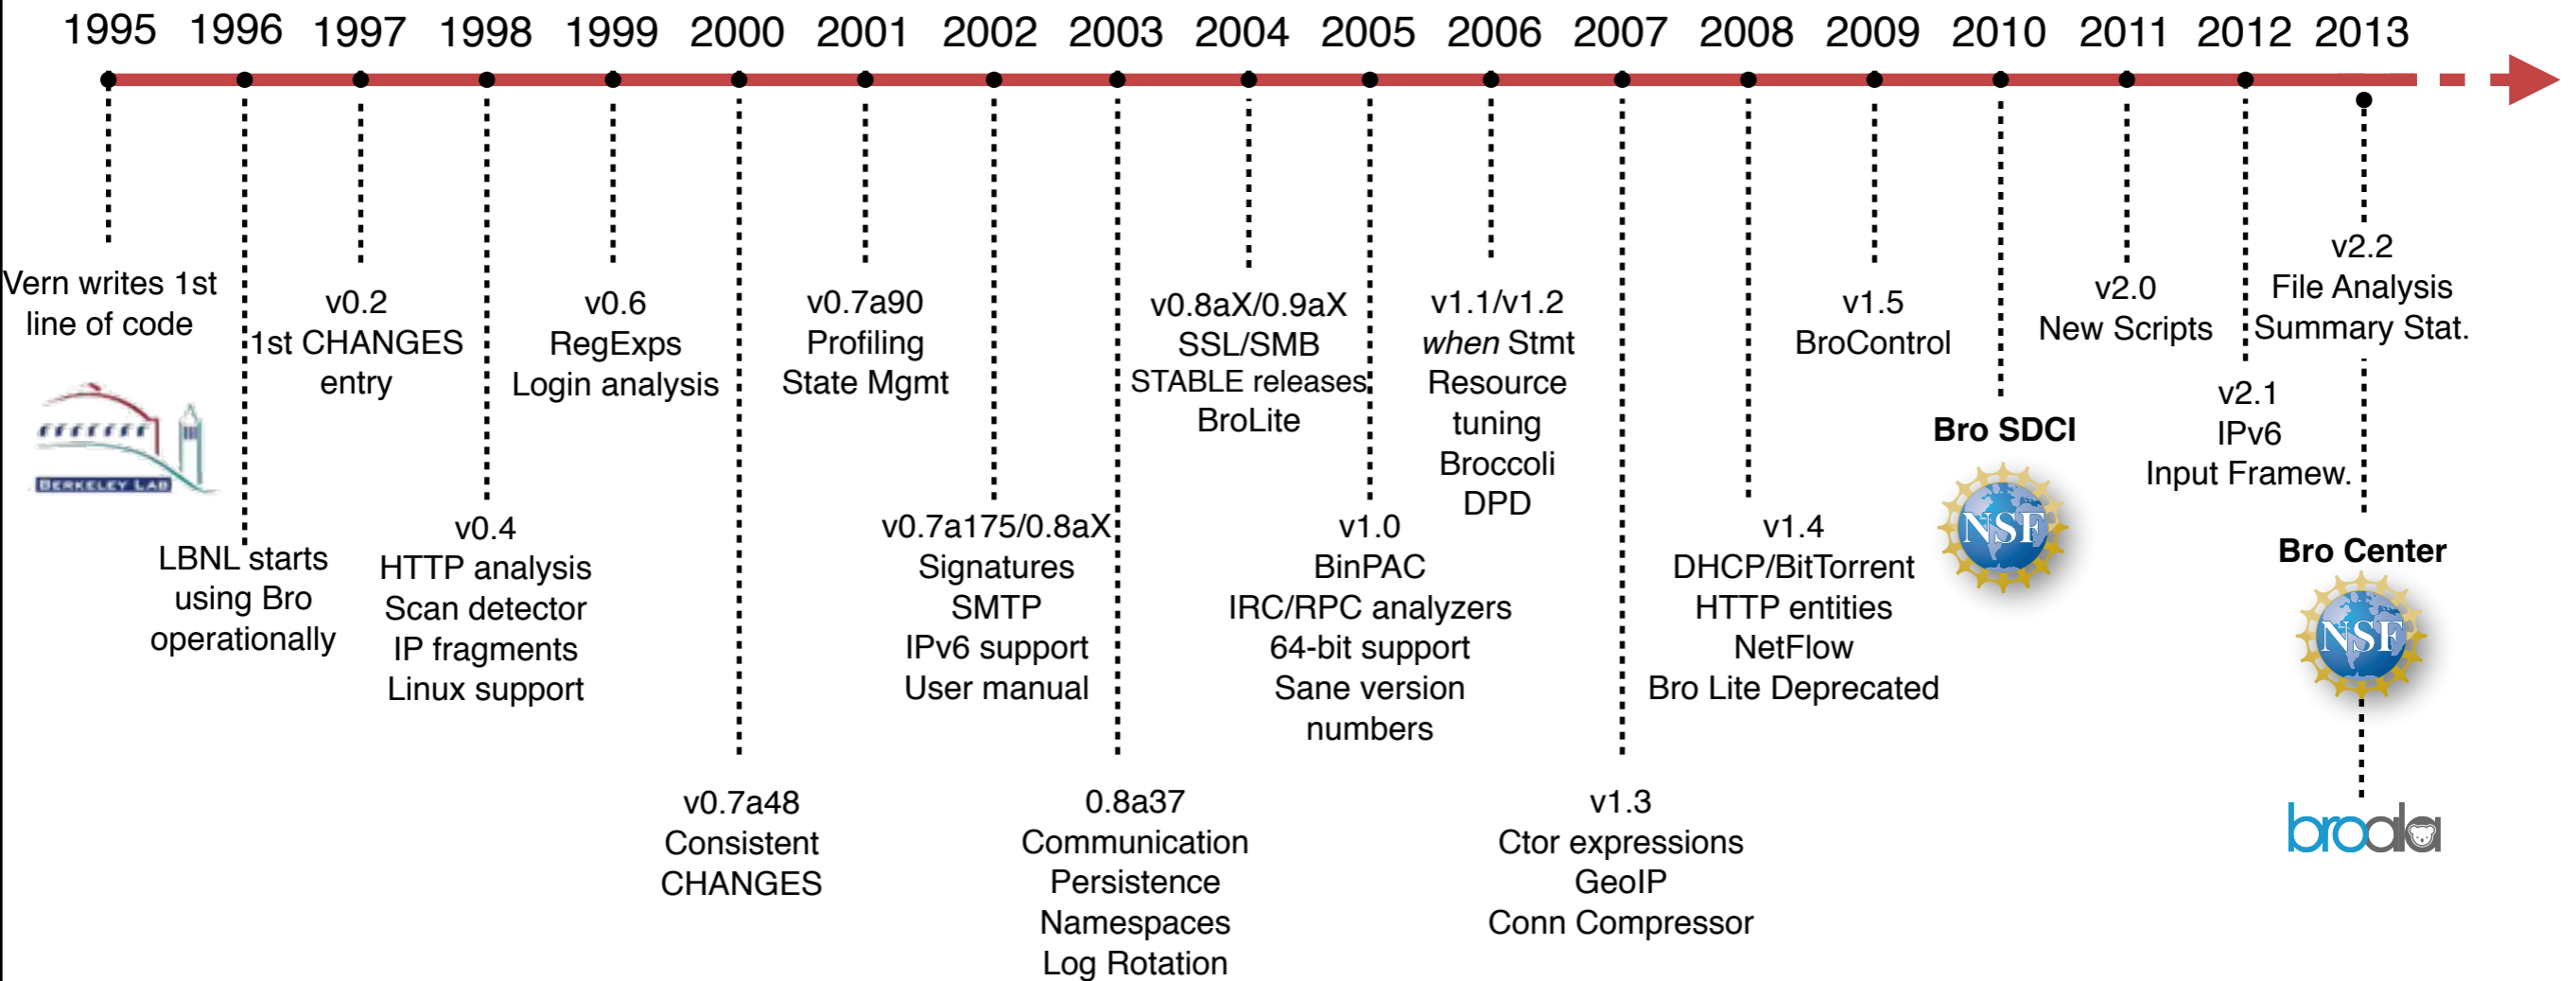 1995 1996 1997 1998 1999 2000 2001 2002 2003 2004 2005 2006 2007 2008 2009 2010 2011 2012 2013
Vern writes 1st
line of code
BERKELEY LAB
LBNL starts
using Bro
operationally
v0.2
1st CHANGES
entry
v0.4
HTTP analysis
Scan detector
IP fragments
Linux support
v0.6
RegExps
Login analysis
v0.7a48
Consistent
CHANGES
v0.7a90
Profiling
State Mgmt
v0.7a175/0.8aX
Signatures
SMTP
IPv6 support
User manual
0.8a37
Communication
Persistence
Namespaces
Log Rotation
v0.8aX/0.9aX
SSL/SMB
STABLE releases
BroLite
v1.0
BinPAC
IRC/RPC analyzers
64-bit support
Sane version
numbers
v1.1/v1.2
when Stmt
Resource
tuning
Broccoli
DPD
v1.3
Ctor expressions
GeoIP
Conn Compressor
v1.4
DHCP/BitTorrent
HTTP entities
NetFlow
Bro Lite Deprecated
v1.5
BroControl
Bro SDCI
NSF
v2.0
New Scripts
v2.1
IPv6
Input Framew.
v2.2
File Analysis
Summary Stat.
Bro Center
NSF
broala